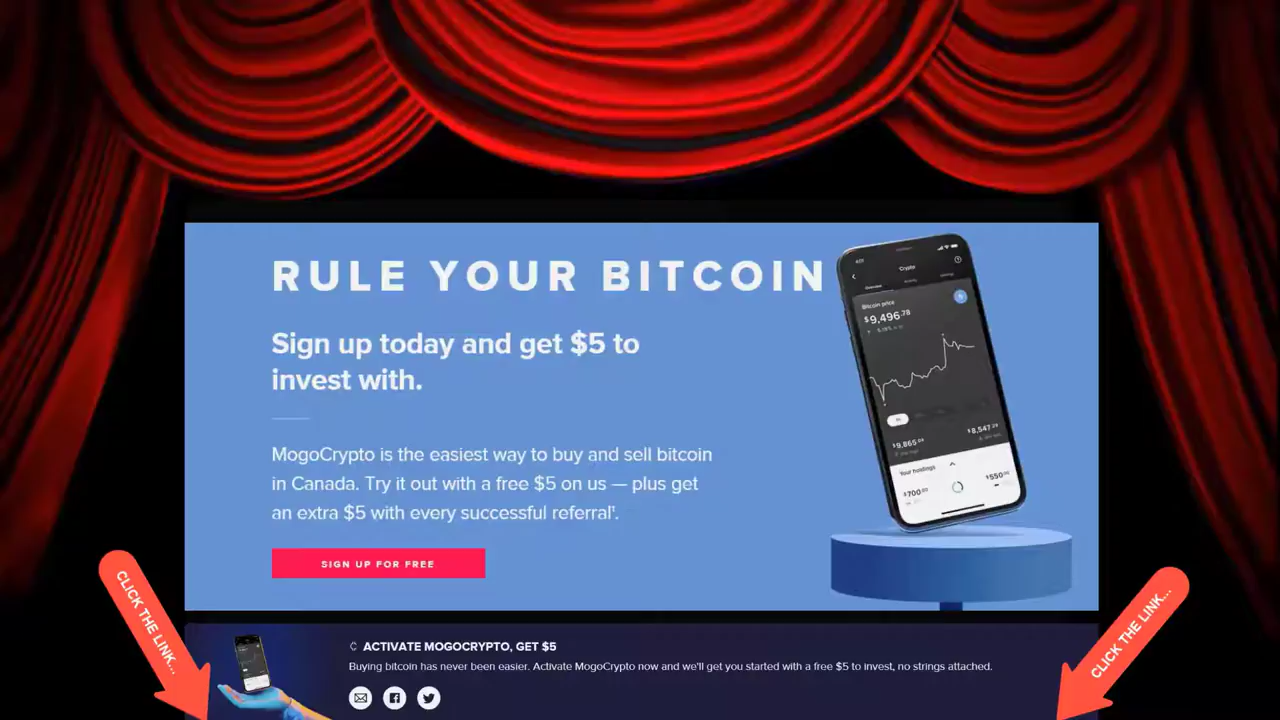 RULE YOUR BITCOIN
Sign up today and get $5 to
invest with.
MogoCrypto is the easiest way to buy and sell bitcoin
in Canada. Try it out with a free $5 on us — plus get
an extra $5 with every successful referral¹.
SIGN UP FOR FREE
Crypto
Bitcoin price
$9,496.78
$9,865
$8,547
Your holdings
$700
$550
CLICK THE LINK...
CLICK THE LINK...
ACTIVATE MOGOCRYPTO, GET $5
Buying bitcoin has never been easier. Activate MogoCrypto now and we'll get you started with a free $5 to invest, no strings attached.